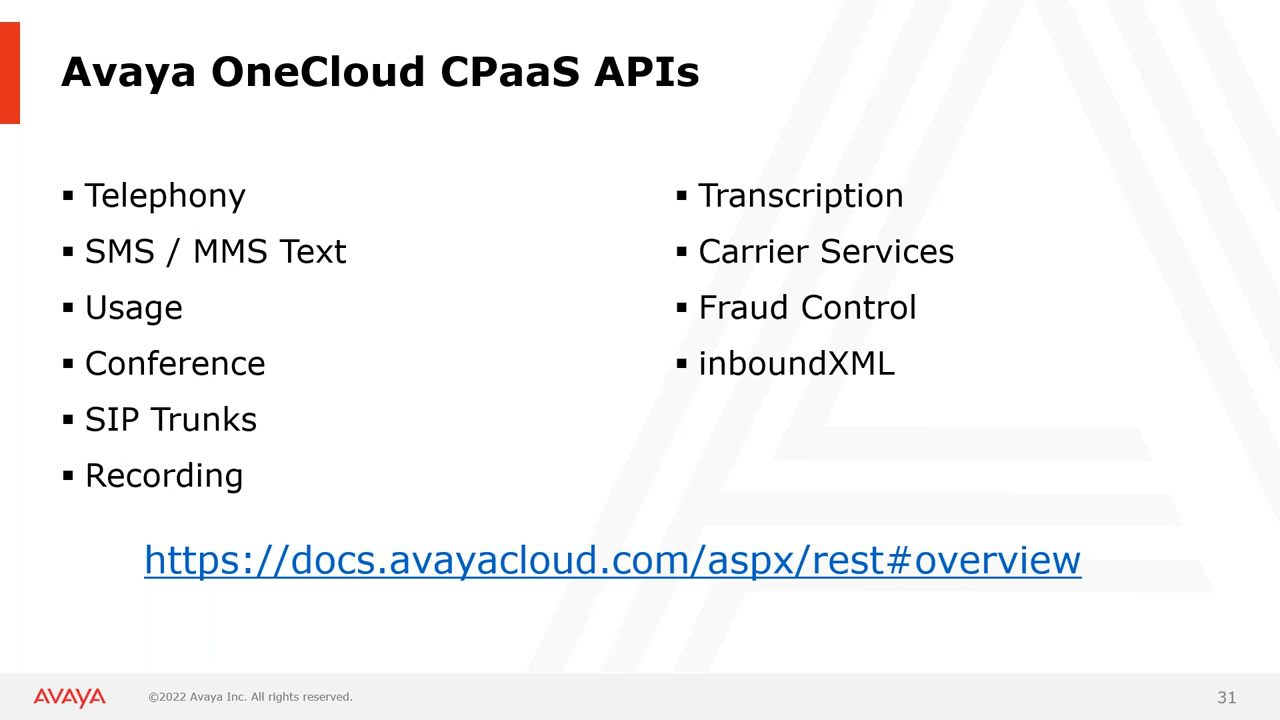 Avaya OneCloud CPaaS APIs
▪ Telephony
▪ SMS / MMS Text
▪ Usage
▪ Conference
▪ SIP Trunks
▪ Recording
▪ Transcription
▪ Carrier Services
▪ Fraud Control
▪ inboundXML
https://docs.avayacloud.com/aspx/rest#overview
AVAYA
©2022 Avaya Inc. All rights reserved.
31